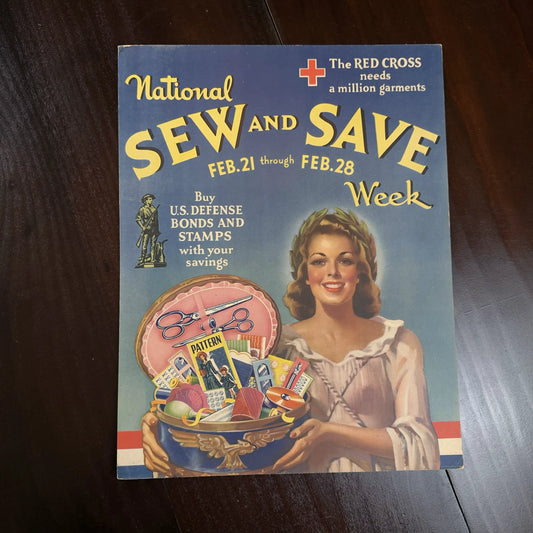 The RED CROSS
needs
a million garments
National
SEW AND SAVE
FEB. 21 through FEB. 28
Week
Buy
U.S. DEFENSE
BONDS AND
STAMPS
with your
savings
PATTERN